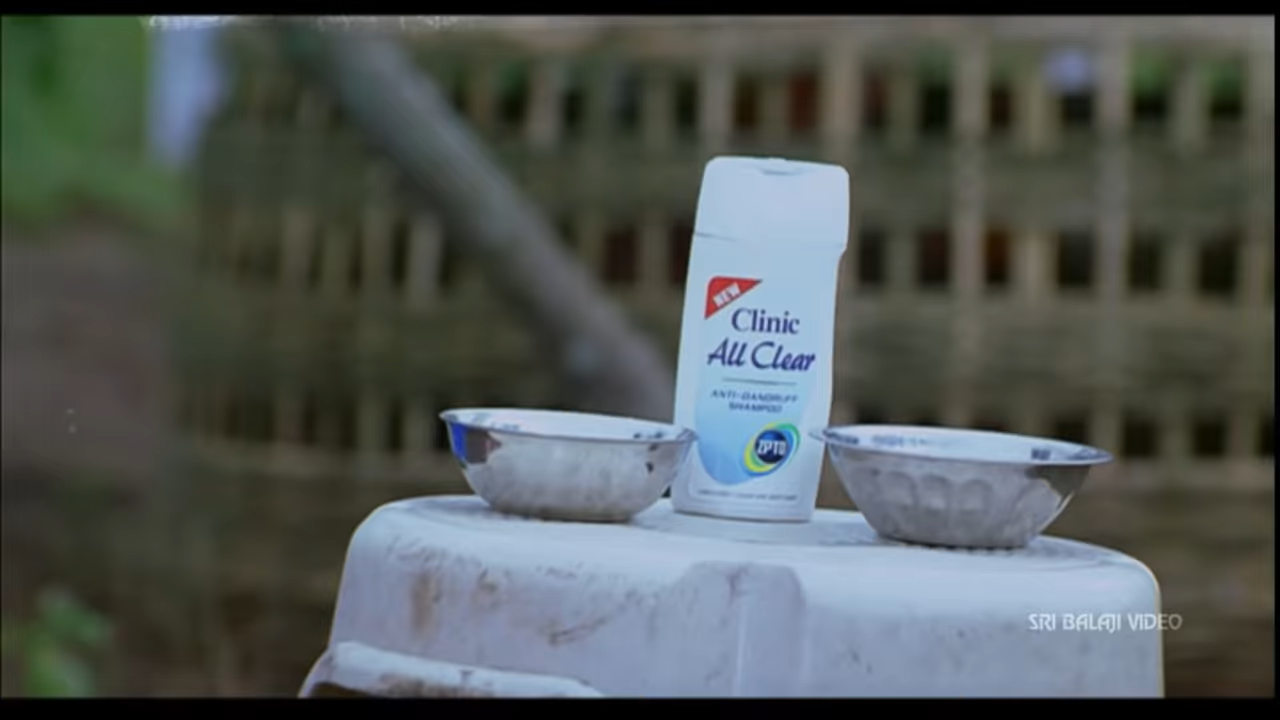 NEW
Clinic
All Clear
ANTI-DANDRUFF
SHAMPOO
ZPTO
SRI BALAJI VIDEO